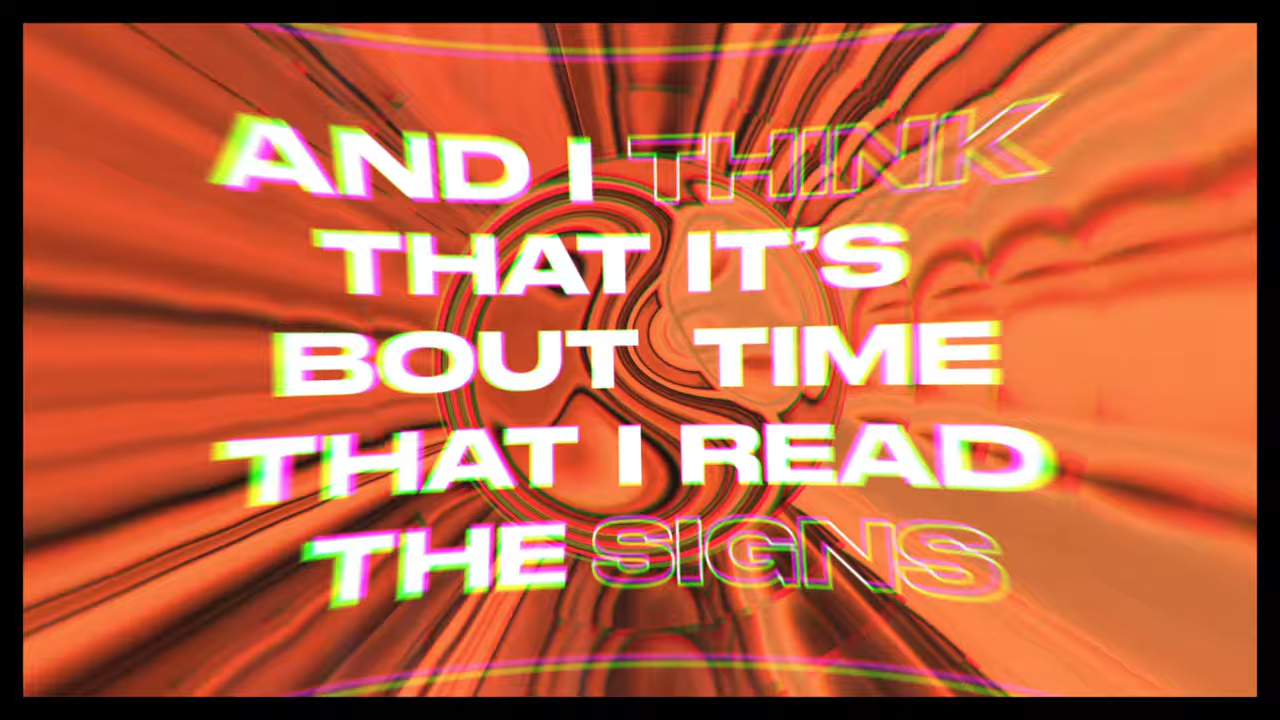 AND I THINK
THAT IT'S
BOUT TIME
THAT I READ
THE SIGNS